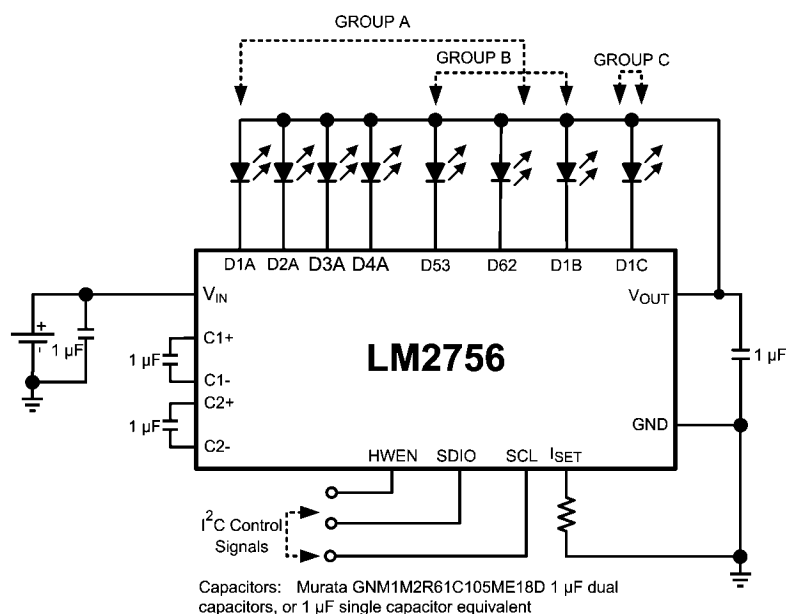 GROUP A
GROUP B
GROUP C
D1A D2A D3A D4A D53 D62 D1B D1C
VIN
VOUT
+
-
1 µF
C1+
1 µF
C1-
C2+
1 µF
C2-
LM2756
1 µF
GND
HWEN SDIO SCL ISET
I²C Control
Signals
Capacitors: Murata GNM1M2R61C105ME18D 1 µF dual
capacitors, or 1 µF single capacitor equivalent